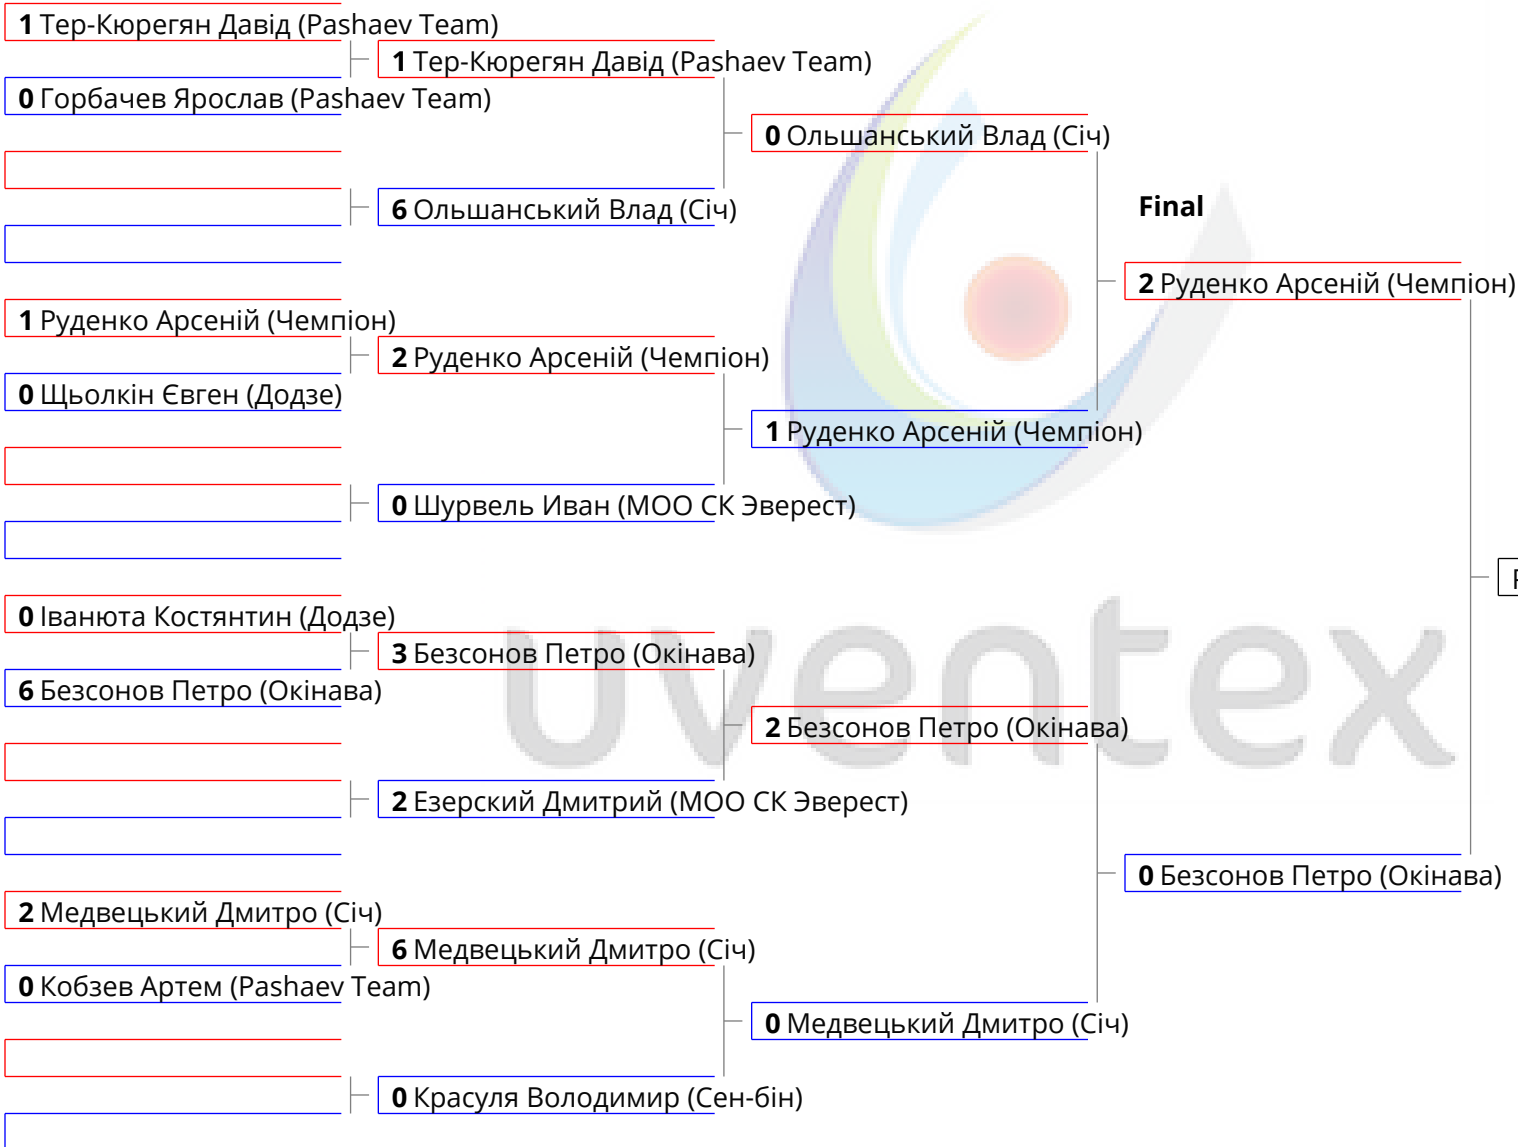 1 Тер-Кюрегян Давід (Pashaev Team)
1 Тер-Кюрегян Давід (Pashaev Team)
0 Горбачев Ярослав (Pashaev Team)
0 Ольшанський Влад (Січ)
6 Ольшанський Влад (Січ)
Final
2 Руденко Арсеній (Чемпіон)
1 Руденко Арсеній (Чемпіон)
2 Руденко Арсеній (Чемпіон)
0 Щьолкін Євген (Додзе)
1 Руденко Арсеній (Чемпіон)
0 Шурвель Иван (МОО СК Эверест)
0 Іванюта Костянтин (Додзе)
3 Безсонов Петро (Окінава)
6 Безсонов Петро (Окінава)
uventex
2 Безсонов Петро (Окінава)
2 Езерский Дмитрий (МОО СК Эверест)
0 Безсонов Петро (Окінава)
2 Медвецький Дмитро (Січ)
6 Медвецький Дмитро (Січ)
0 Кобзев Артем (Pashaev Team)
0 Медвецький Дмитро (Січ)
0 Красуля Володимир (Сен-бін)